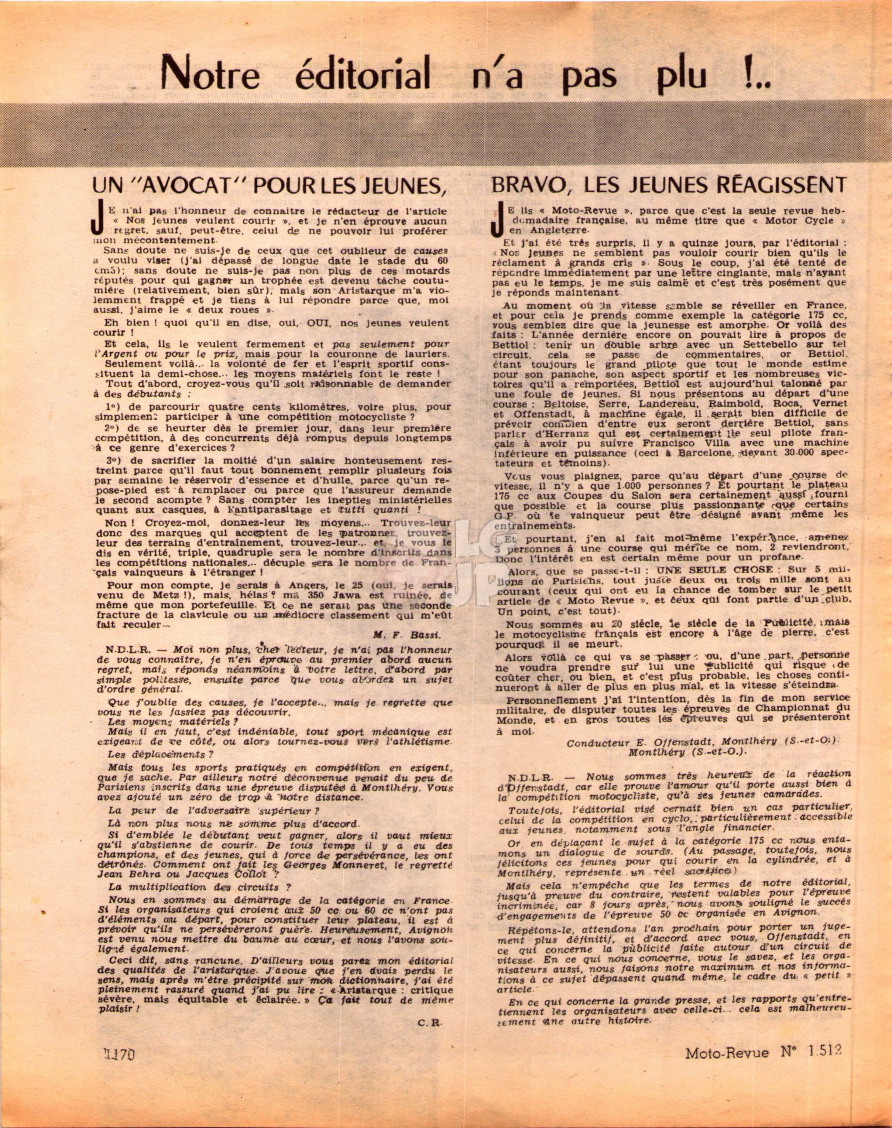 Notre éditorial n'a pas plu !..
UN "AVOCAT" POUR LES JEUNES,
JE n'ai pas l'honneur de connaitre le rédacteur de l'article
« Nos jeunes veulent courir », et je n'en éprouve aucun
regret, sauf, peut-être, celui de ne pouvoir lui proférer
mon mécontentement.
Sans doute ne suis-je de ceux que cet oublieur de causes
a voulu viser (j'ai dépassé de longue date le stade du 60
cm3); sans doute ne suis-je pas non plus de ces motards
réputés pour qui gagner un trophée est devenu tâche coutu-
mière (relativement, bien sûr), mais son Aristarque m'a vio-
lemment frappé et je tiens à lui répondre parce que, moi
aussi, j'aime le « deux roues ».
Eh bien ! quoi qu'il en dise, oui, OUI, nos jeunes veulent
courir !
Et cela, ils le veulent fermement et pas seulement pour
l'Argent ou pour le prix, mais pour la couronne de lauriers.
Seulement voilà... la volonté de fer et l'esprit sportif cons-
stituent la demi-chose... les moyens matériels font le reste !
Tout d'abord, croyez-vous qu'il soit raisonnable de demander
à des débutants :
1°) de parcourir quatre cents kilomètres, voire plus, pour
simplement participer à une compétition motocycliste ?
2°) de se heurter dès le premier jour, dans leur première
compétition, à des concurrents déjà rompus depuis longtemps
à ce genre d'exercices ?
3°) de sacrifier la moitié d'un salaire honteusement res-
treint parce qu'il faut tout bonnement remplir plusieurs fois
par semaine le réservoir d'essence et d'huile, parce qu'un re-
pose-pied est à remplacer ou parce que l'assureur demande
le second acompte ? Sans compter les inepties ministérielles
quant aux casques, à l'antiparasitage et tutti quanti !
Non ! Croyez-moi, donnez-leur les moyens... Trouvez-leur
donc des marques qui acceptent de les patronner, trouvez-
leur des terrains d'entraînement, trouvez-leur... et, je vous le
dis en vérité, triple, quadruple sera le nombre d'inscrits dans
les compétitions nationales... décuple sera le nombre de Fran-
çais vainqueurs à l'étranger !
Pour mon compte, je serais à Angers, le 25 (oui, je serais
venu de Metz !), mais, hélas ! ma 350 Jawa est ruinée, de
même que mon portefeuille. Et ce ne serait pas une seconde
fracture de la clavicule ou un médiocre classement qui m'eût
fait reculer...
M. F. Bassi.
N.D.L.R. — Moi non plus, cher lecteur, je n'ai pas l'honneur
de vous connaître, je n'en éprouve au premier abord aucun
regret, mais réponds néanmoins à votre lettre, d'abord par
simple politesse, ensuite parce que vous abordez un sujet
d'ordre général.
Que j'oublie des causes, je l'accepte... mais je regrette que
vous ne les fassiez pas découvrir.
Les moyens matériels ?
Mais il en faut, c'est indéniable, tout sport mécanique est
exigeant de ce côté, ou alors tournez-vous vers l'athlétisme.
Les déplacements ?
Mais tous les sports pratiqués en compétition en exigent,
que je sache. Par ailleurs notre déconvenue venait du peu de
Parisiens inscrits dans une épreuve disputée à Montlhéry. Vous
avez ajouté un zéro de trop à notre distance.
La peur de l'adversaire supérieur ?
Là non plus nous ne somme plus d'accord.
Si d'emblée le débutant veut gagner, alors il vaut mieux
qu'il s'abstienne de courir. De tous temps il y a eu des
champions, et des jeunes, qui à force de persévérance, les ont
détrônés. Comment ont fait les Georges Monneret, le regretté
Jean Behra ou Jacques Collot ?
La multiplication des circuits ?
Nous en sommes au démarrage de la catégorie en France.
Si les organisateurs qui croient aux 50 cc ou 60 cc n'ont pas
d'éléments au départ, pour constituer leur plateau, il est à
prévoir qu'ils ne persévéreront guère. Heureusement, Avignon
est venu nous mettre du baume au cœur, et nous l'avons sou-
ligné également.
Ceci dit, sans rancune. D'ailleurs vous parez mon éditorial
des qualités de l'aristarque. J'avoue que j'en avais perdu le
sens, mais après m'être précipité sur mon dictionnaire, j'ai été
pleinement rassuré quand j'ai pu lire : « Aristarque : critique
sévère, mais équitable et éclairée. » Ça fait tout de même
plaisir !
C.R.
BRAVO, LES JEUNES RÉAGISSENT
JE lis « Moto-Revue », parce que c'est la seule revue heb-
domadaire française, au même titre que « Motor Cycle »
en Angleterre.
Et j'ai été très surpris, il y a quinze jours, par l'éditorial :
« Nos jeunes ne semblent pas vouloir courir bien qu'ils le
réclament à grands cris ». Sous le coup, j'ai été tenté de
répondre immédiatement par une lettre cinglante, mais n'ayant
pas eu le temps, je me suis calmé et c'est très posément que
je réponds maintenant.
Au moment où la vitesse semble se réveiller en France,
et pour cela je prends comme exemple la catégorie 175 cc,
vous semblez dire que la jeunesse est amorphe. Or voilà des
faits : L'année dernière encore on pouvait lire à propos de
Bettiol : tenir un double arbre avec un Settebello sur tel
circuit, cela se passe de commentaires, or Bettiol,
étant toujours le grand pilote que tout le monde estime
pour son panache, son aspect sportif et les nombreuses vic-
toires qu'il a remportées, Bettiol est aujourd'hui talonné par
une foule de jeunes. Si nous présentons au départ d'une
course : Beltoise, Serre, Landereau, Raimbold, Roca, Vernet
et Offenstadt, à machine égale, il serait bien difficile de
prévoir combien d'entre eux seront derrière Bettiol, sans
parler d'Herranz qui est certainement le seul pilote fran-
çais à avoir pu suivre Francisco Villa avec une machine
inférieure en puissance (ceci à Barcelone, devant 30.000 spec-
tateurs et témoins).
Vous vous plaignez, parce qu'au départ d'une course de
vitesse, il n'y a que 1.000 personnes ? Et pourtant le plateau
175 cc aux Coupes du Salon sera certainement aussi fourni
que possible et la course plus passionnante que certains
G.P. où le vainqueur peut être désigné avant même les
entraînements.
Et pourtant, j'en ai fait moi-même l'expérience, amenez
3 personnes à une course qui mérite ce nom, 2 reviendront.
Donc l'intérêt en est certain même pour un profane.
Alors, que se passe-t-il : UNE SEULE CHOSE : Sur 5 mil-
lions de Parisiens, tout juste deux ou trois mille sont au
courant (ceux qui ont eu la chance de tomber sur le petit
article de « Moto Revue », et ceux qui font partie d'un club.
Un point, c'est tout).
Nous sommes au 20 siècle, le siècle de la Publicité, mais
le motocyclisme français est encore à l'âge de pierre, c'est
pourquoi il se meurt.
Alors voilà ce qui va se passer : ou, d'une part, personne
ne voudra prendre sur lui une publicité qui risque de
coûter cher, ou bien, et c'est plus probable, les choses conti-
nueront à aller de plus en plus mal, et la vitesse s'éteindra.
Personnellement j'ai l'intention, dès la fin de mon service
militaire, de disputer toutes les épreuves de Championnat du
Monde, et en gros toutes les épreuves qui se présenteront
à moi.
Conducteur E. Offenstadt, Montlhéry (S.-et-O.).
Montlhéry (S.-et-O.).
N.D.L.R. — Nous sommes très heureux de la réaction
d'Offenstadt, car elle prouve l'amour qu'il porte aussi bien à
la compétition motocycliste, qu'à ses jeunes camarades.
Toutefois, l'éditorial visé cernait bien un cas particulier,
celui de la compétition en cyclo, particulièrement accessible
aux jeunes, notamment sous l'angle financier.
Or, en déplaçant le sujet à la catégorie 175 cc nous enta-
mons un dialogue de sourds. (Au passage, toutefois, nous
félicitons ces jeunes pour qui courir en la cylindrée, et à
Montlhéry, représente un réel sacrifice)
Mais cela n'empêche que les termes de notre éditorial,
jusqu'à preuve du contraire, restent valables pour l'épreuve
incriminée, car 8 jours après, nous avons souligné le succès
d'engagements de l'épreuve 50 cc organisée en Avignon.
Répétons-le, attendons l'an prochain pour porter un juge-
ment plus définitif, et d'accord avec vous, Offenstadt, en
ce qui concerne la publicité faite autour d'un circuit de
vitesse. En ce qui nous concerne, vous le savez, et les orga-
nisateurs aussi, nous faisons notre maximum et nos informa-
tions à ce sujet dépassent quand même, le cadre du « petit »
article.
En ce qui concerne la grande presse, et les rapports qu'entre-
tiennent les organisateurs avec celle-ci... cela est malheureu-
sement une autre histoire.
1170
Moto-Revue N° 1.512